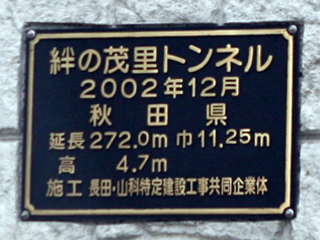 絆の茂里トンネル
2002年12月
秋田県
延長272.0m 巾11.25m
高 4.7m
施工 長田・山科特定建設工事共同企業体